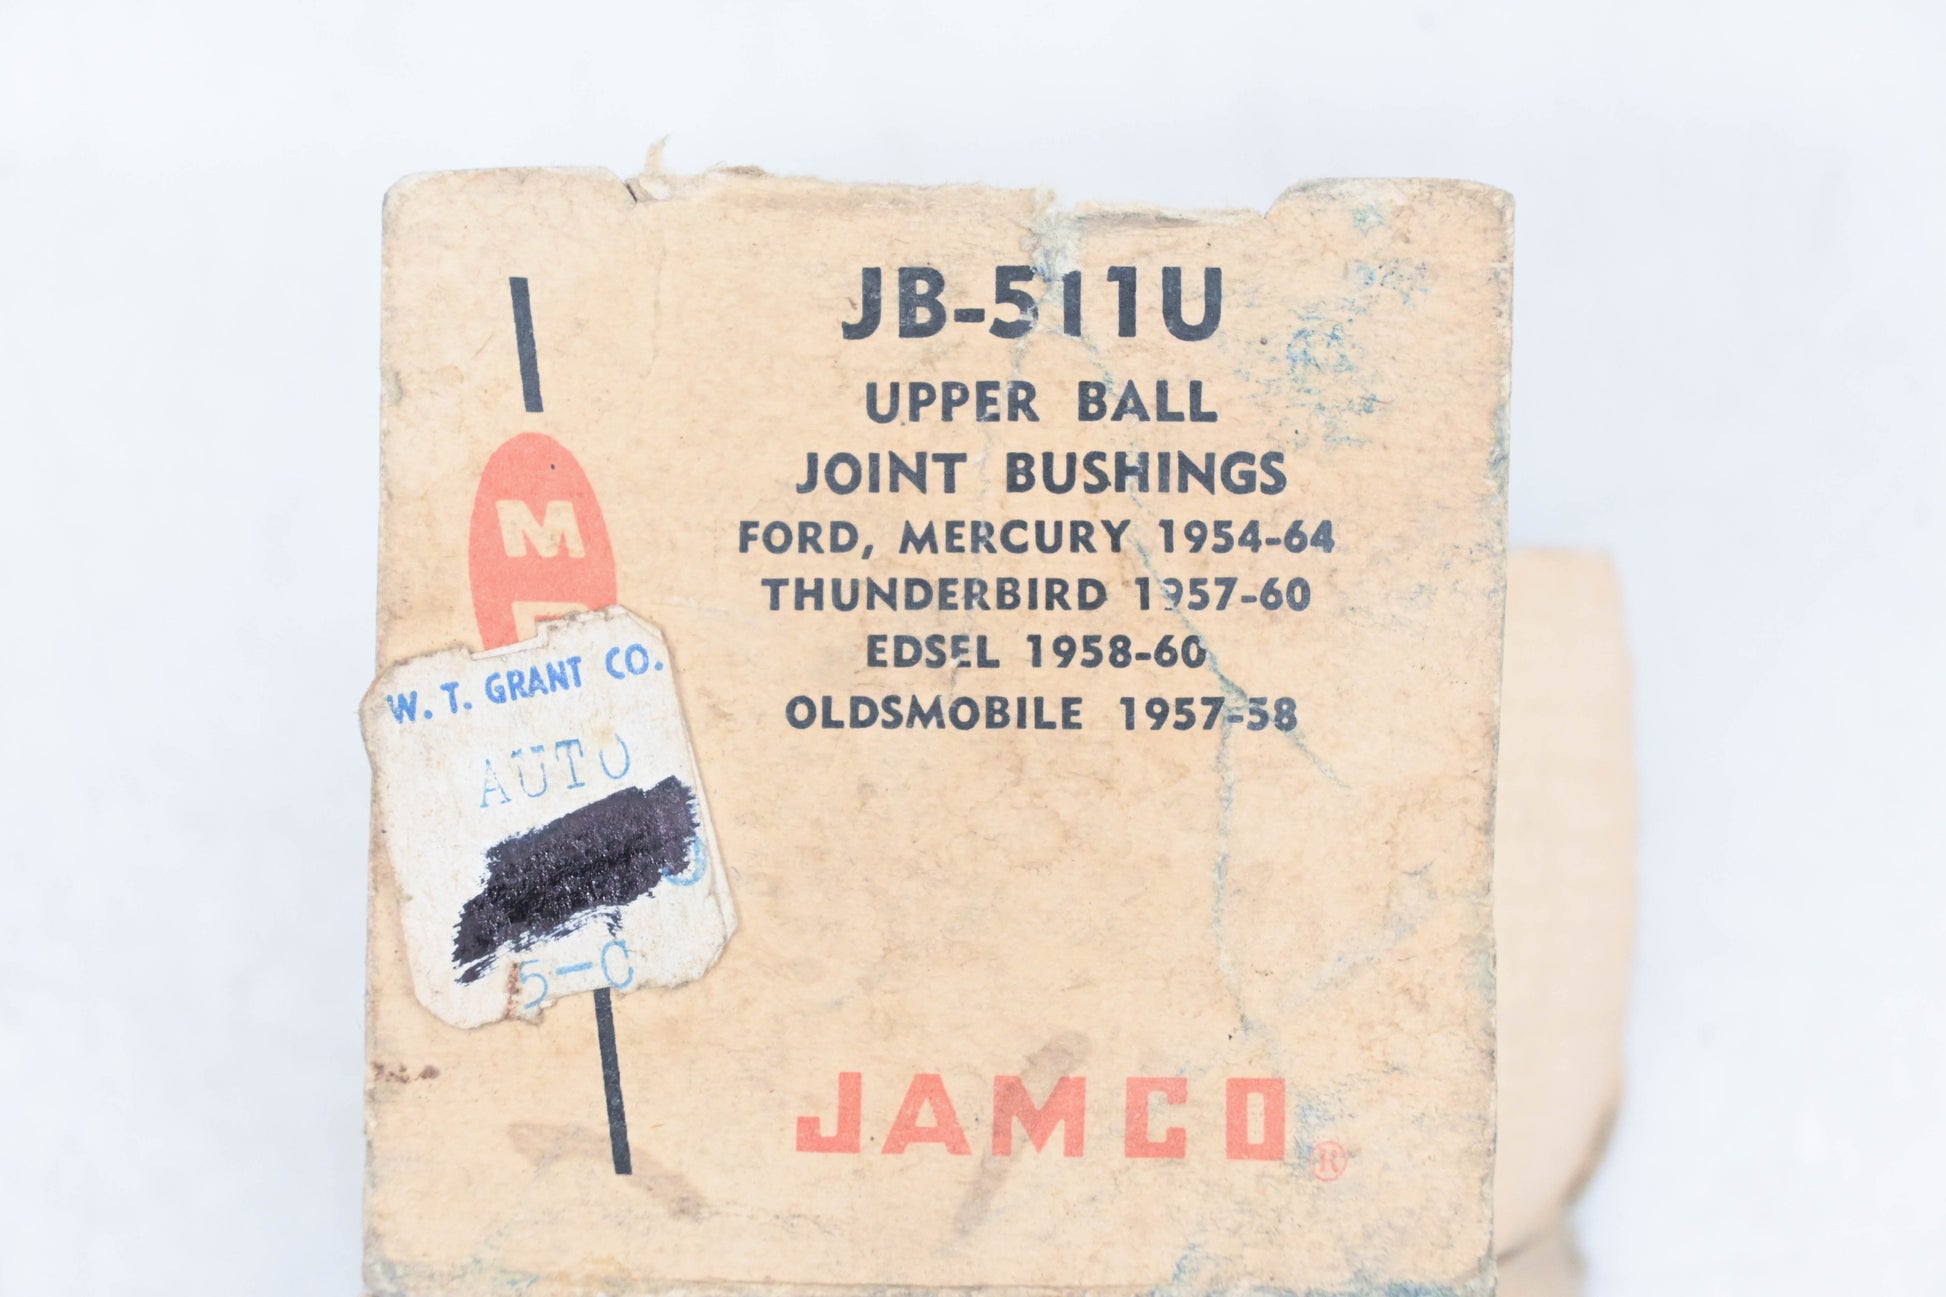 JB-511U
UPPER BALL
JOINT BUSHINGS
FORD, MERCURY 1954-64
THUNDERBIRD 1957-60
EDSEL 1958-60
OLDSMOBILE 1957-58
M
W. T. GRANT CO.
AUTO
5-C
JAMCO ®